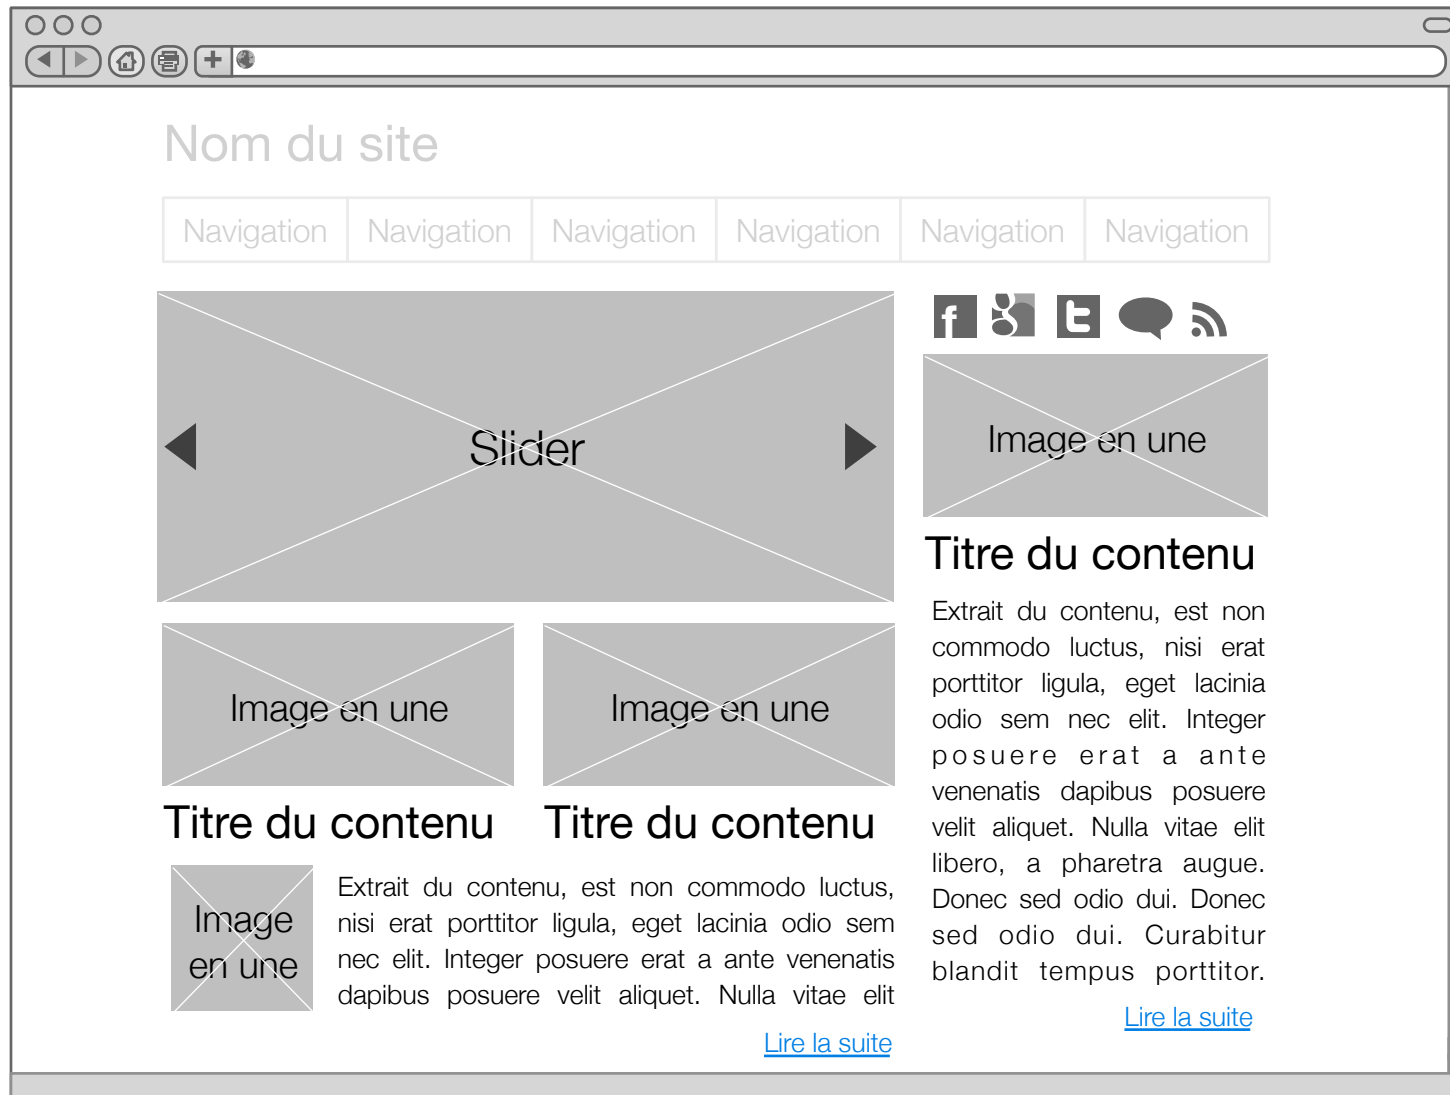 Nom du site
Navigation Navigation Navigation Navigation Navigation Navigation
Slider
Image en une
Image en une
Titre du contenu
Titre du contenu
Image
en une
Extrait du contenu, est non commodo luctus,
nisi erat porttitor ligula, eget lacinia odio sem
nec elit. Integer posuere erat a ante venenatis
dapibus posuere velit aliquet. Nulla vitae elit
Lire la suite
Image en une
Titre du contenu
Extrait du contenu, est non
commodo luctus, nisi erat
porttitor ligula, eget lacinia
odio sem nec elit. Integer
posuere erat a ante
venenatis dapibus posuere
velit aliquet. Nulla vitae elit
libero, a pharetra augue.
Donec sed odio dui. Donec
sed odio dui. Curabitur
blandit tempus porttitor.
Lire la suite